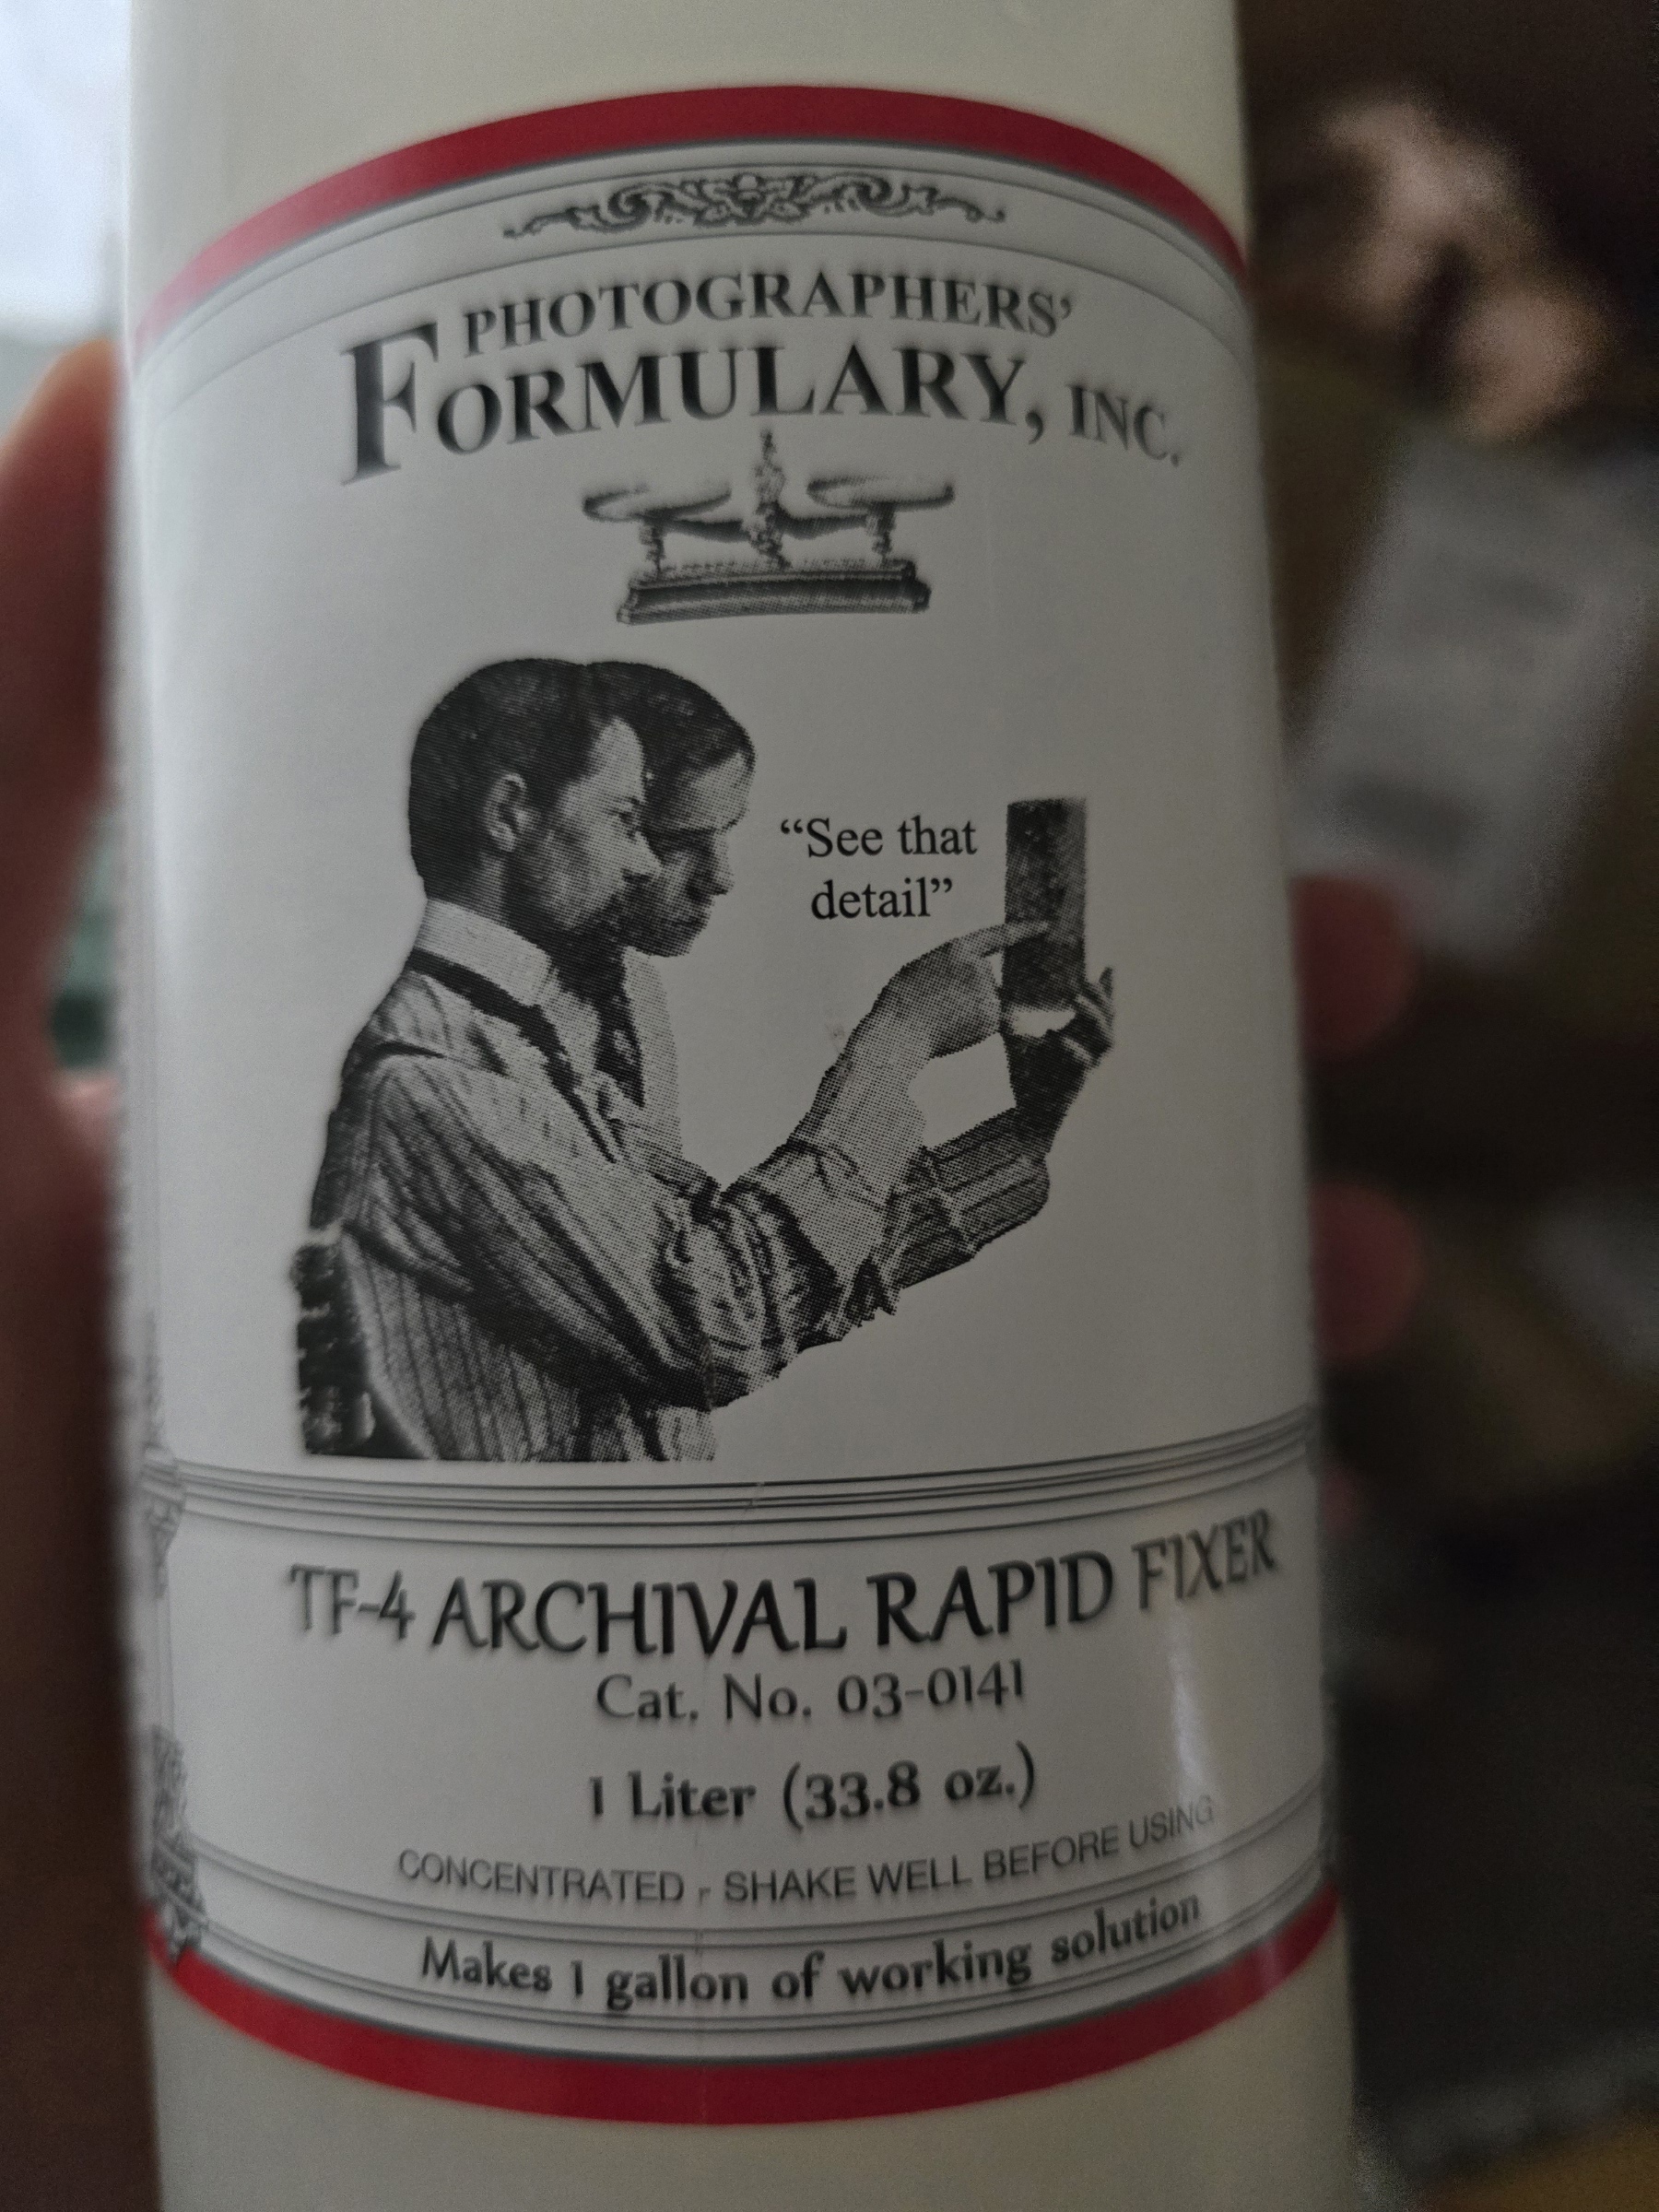 PHOTOGRAPHERS'
FORMULARY, INC.
“See that
detail”
TF-4 ARCHIVAL RAPID FIXER
Cat. No. 03-0141
1 Liter (33.8 oz.)
CONCENTRATED - SHAKE WELL BEFORE USING
Makes 1 gallon of working solution